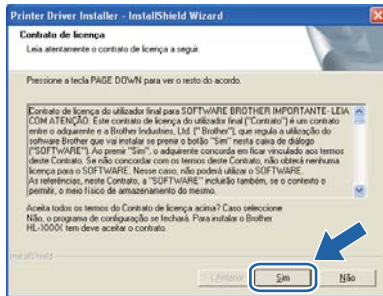 Printer Driver Installer - InstallShield Wizard
Contrato de licença
Leia atentamente o contrato de licença a seguir.
Pressione a tecla PAGE DOWN para ver o resto do acordo.
Contrato de licença do utilizador final para SOFTWARE BROTHER IMPORTANTE - LEIA
COM ATENÇÃO: Este contrato de licença do utilizador final ("Contrato") é um contrato
entre o adquirente e a Brother Industries, Ltd. ("Brother"), que regula a utilização do
software Brother que vai instalar se premir o botão "Sim" nesta caixa de diálogo
("SOFTWARE"). Ao premir "Sim", o adquirente concorda em ficar vinculado aos termos
deste Contrato. Se não concordar com os termos deste Contrato, não obterá nenhuma
licença para o SOFTWARE. Nesse caso, não poderá utilizar o SOFTWARE.
As referências, neste Contrato, a "SOFTWARE" incluirão também, se o contexto o
permitir, o meio físico de armazenamento do mesmo.
Aceita todos os termos do Contrato de licença acima? Caso seleccione
Não, o programa de configuração se fechará. Para instalar o Brother
HL-XXXX tem deve aceitar o contrato.
InstallShield
< Anterior
Sim
Não